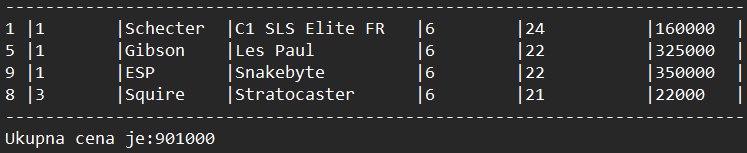 1 |1 |Schecter |C1 SLS Elite FR |6 |24 |160000 |
5 |1 |Gibson |Les Paul |6 |22 |325000 |
9 |1 |ESP |Snakebyte |6 |22 |350000 |
8 |3 |Squire |Stratocaster |6 |21 |22000 |
Ukupna cena je:901000